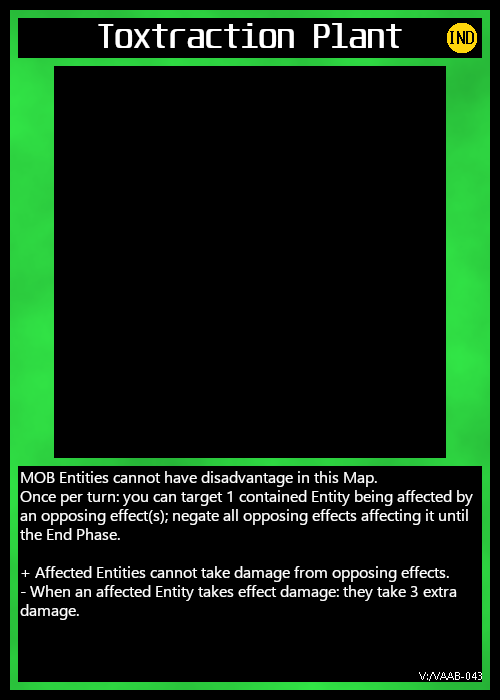 Toxtraction Plant
IND
MOB Entities cannot have disadvantage in this Map.
Once per turn: you can target 1 contained Entity being affected by
an opposing effect(s); negate all opposing effects affecting it until
the End Phase.
+ Affected Entities cannot take damage from opposing effects.
- When an affected Entity takes effect damage: they take 3 extra
damage.
V:/VAAB-043